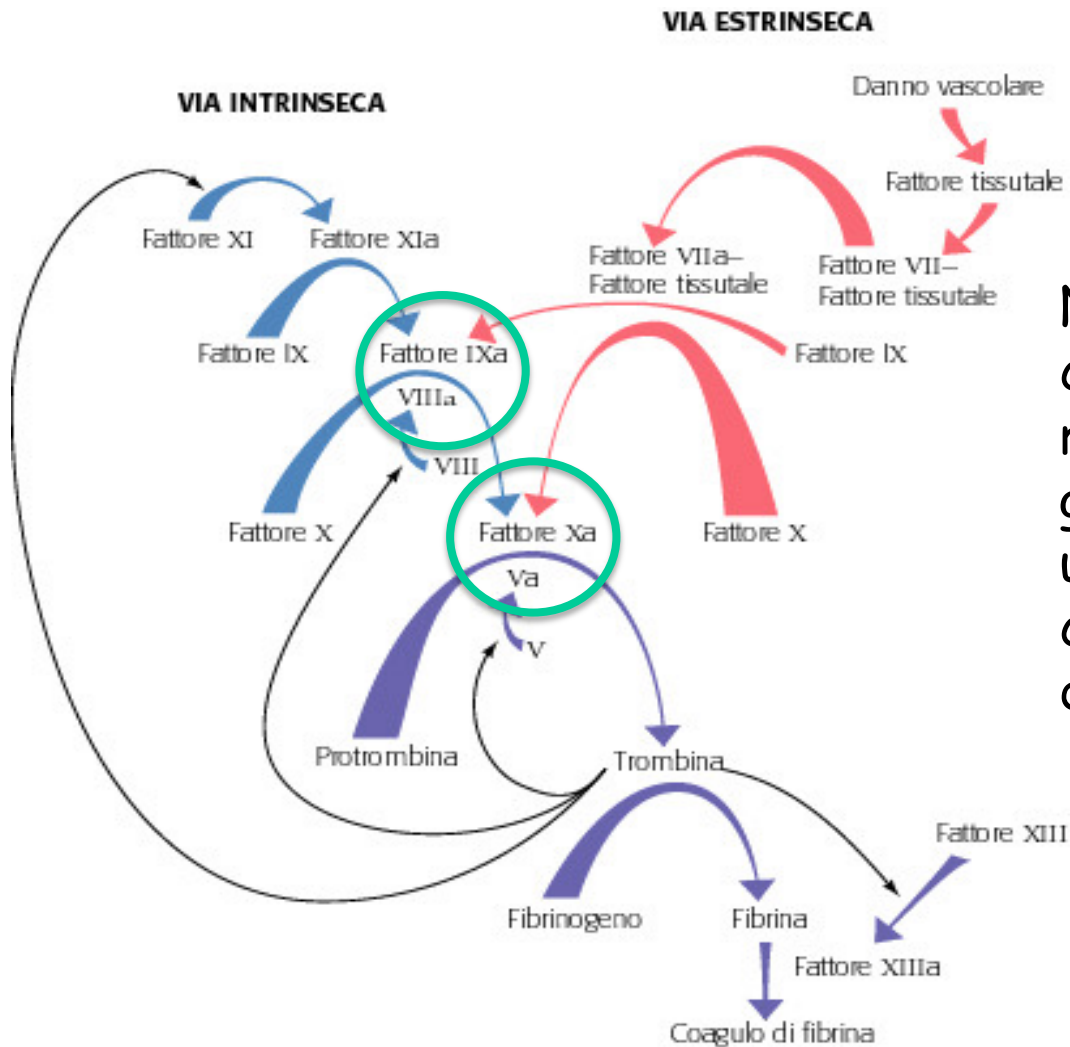 VIA ESTRINSECA
VIA INTRINSECA
Danno vascolare
Fattore tissutale
Fattore XI
Fattore XIa
Fattore VIIa–
Fattore tissutale
Fattore VII–
Fattore tissutale
Fattore IX
Fattore IXa
Fattore IX
VIIIa
VIII
Fattore X
Fattore Xa
Fattore X
Va
V
Protrombina
Trombina
Fattore XIII
Fibrinogeno
Fibrina
Fattore XIIIa
Coagulo di fibrina